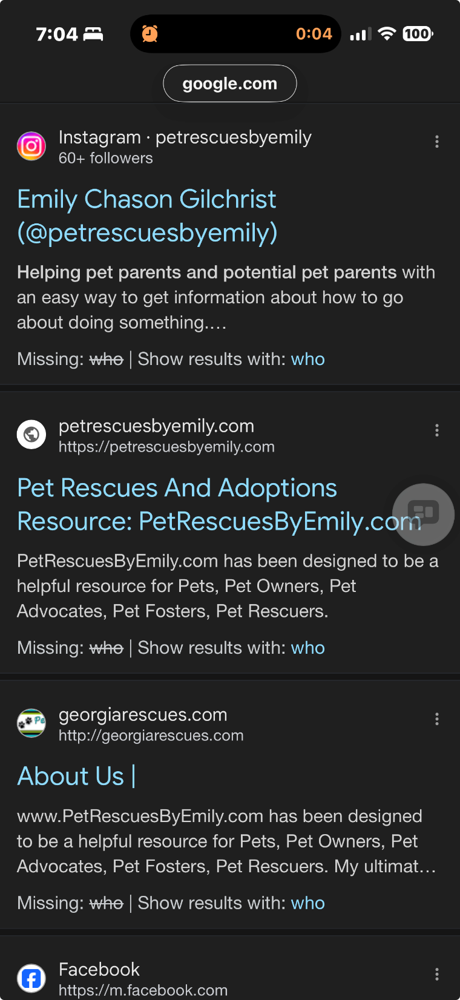 7:04 0:04 100
google.com
Instagram · petrescuesbyemily
60+ followers
Emily Chason Gilchrist
(@petrescuesbyemily)
Helping pet parents and potential pet parents with
an easy way to get information about how to go
about doing something....
Missing: who | Show results with: who
petrescuesbyemily.com
https://petrescuesbyemily.com
Pet Rescues And Adoptions
Resource: PetRescuesByEmily.com
PetRescuesByEmily.com has been designed to be a
helpful resource for Pets, Pet Owners, Pet
Advocates, Pet Fosters, Pet Rescuers.
Missing: who | Show results with: who
georgiarescues.com
http://georgiarescues.com
About Us |
www.PetRescuesByEmily.com has been designed
to be a helpful resource for Pets, Pet Owners, Pet
Advocates, Pet Fosters, Pet Rescuers. My ultimat...
Missing: who | Show results with: who
Facebook
https://m.facebook.com